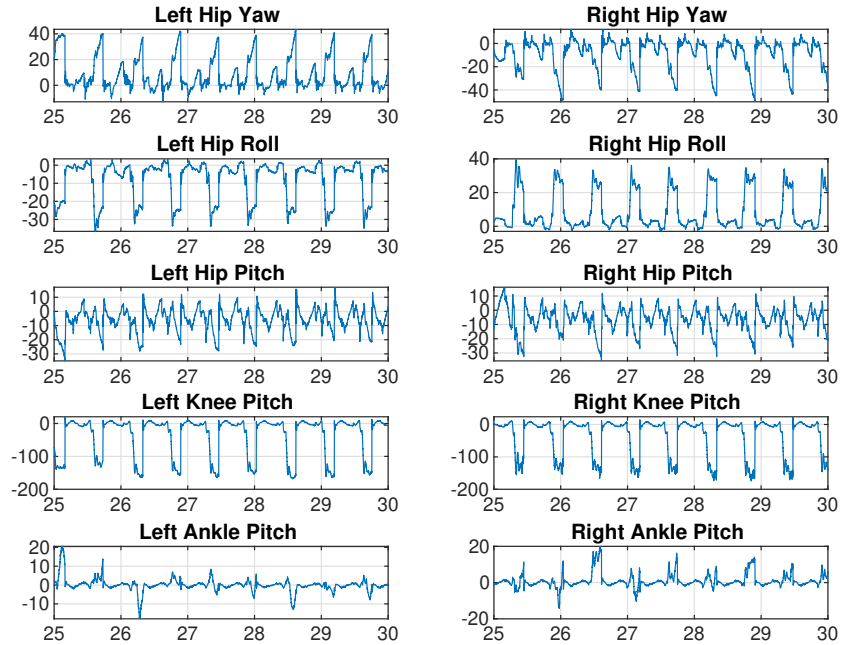 Left Hip Yaw
40
20
0
25 26 27 28 29 30
Right Hip Yaw
0
-20
-40
25 26 27 28 29 30
Left Hip Roll
0
-10
-20
-30
25 26 27 28 29 30
Right Hip Roll
40
20
0
25 26 27 28 29 30
Left Hip Pitch
10
0
-10
-20
-30
25 26 27 28 29 30
Right Hip Pitch
10
0
-10
-20
-30
25 26 27 28 29 30
Left Knee Pitch
0
-100
-200
25 26 27 28 29 30
Right Knee Pitch
0
-100
-200
25 26 27 28 29 30
Left Ankle Pitch
20
10
0
-10
25 26 27 28 29 30
Right Ankle Pitch
20
0
-20
25 26 27 28 29 30